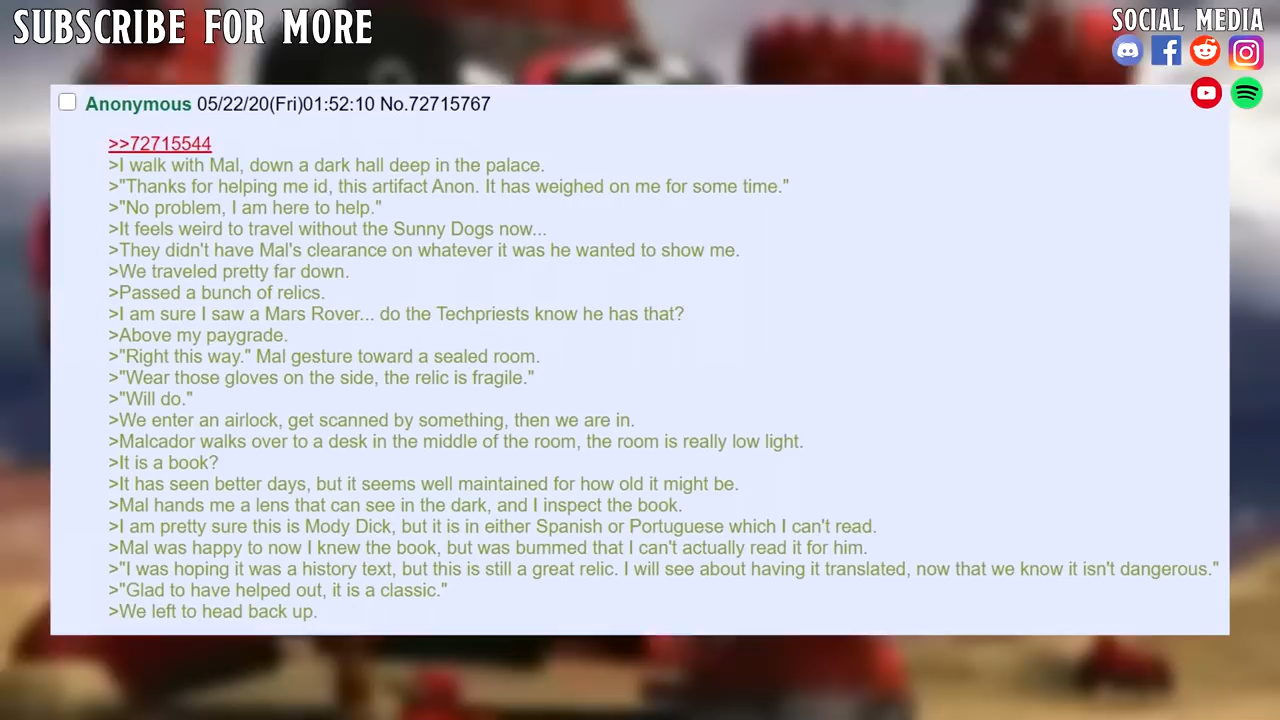 SUBSCRIBE FOR MORE
SOCIAL MEDIA
Anonymous 05/22/20(Fri)01:52:10 No.72715767
>>72715544
>I walk with Mal, down a dark hall deep in the palace.
>"Thanks for helping me id, this artifact Anon. It has weighed on me for some time."
>"No problem, I am here to help."
>It feels weird to travel without the Sunny Dogs now...
>They didn't have Mal's clearance on whatever it was he wanted to show me.
>We traveled pretty far down.
>Passed a bunch of relics.
>I am sure I saw a Mars Rover... do the Techpriests know he has that?
>Above my paygrade.
>"Right this way." Mal gesture toward a sealed room.
>"Wear those gloves on the side, the relic is fragile."
>"Will do."
>We enter an airlock, get scanned by something, then we are in.
>Malcador walks over to a desk in the middle of the room, the room is really low light.
>It is a book?
>It has seen better days, but it seems well maintained for how old it might be.
>Mal hands me a lens that can see in the dark, and I inspect the book.
>I am pretty sure this is Mody Dick, but it is in either Spanish or Portuguese which I can't read.
>Mal was happy to now I knew the book, but was bummed that I can't actually read it for him.
>"I was hoping it was a history text, but this is still a great relic. I will see about having it translated, now that we know it isn't dangerous."
>"Glad to have helped out, it is a classic."
>We left to head back up.